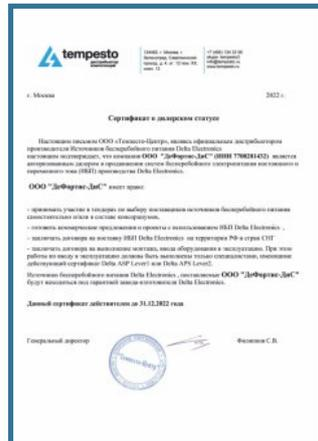 tempesto
дистрибьютор
компетенций
124460, г. Москва, г.
г. Москва
2022 г.
Сертификат о дилерском статусе
Настоящим письмом ООО «Темпесто-Центр», являясь официальным дистрибьютором
производителя Источников бесперебойного питания Delta Electronics
настоящим подтверждает, что компания ООО "ДеФортис-ДиС" (ИНН 7708281432) является
авторизованным дилером в продвижении систем бесперебойного электропитания постоянного и
переменного тока (ИБП) производства Delta Electronics.
ООО "ДеФортис-ДиС" имеет право:
- принимать участие в тендерах по выбору поставщиков источников бесперебойного питания
самостоятельно и/или в составе консорциумов,
- готовить коммерческие предложения и проекты с использованием ИБП Delta Electronics ,
- заключать договора на поставку ИБП Delta Electronics на территории РФ и стран СНГ
- заключать договора на выполнение монтажа, ввода оборудования в эксплуатацию. При этом
работы по вводу в эксплуатацию должны быть выполнены только специалистами, имеющими
действующий сертификат Delta ASP Lever1 или Delta APS Lever2.
Источники бесперебойного питания Delta Electronics , поставляемые ООО "ДеФортис-ДиС"
будут находиться под гарантией завода-изготовителя Delta Electronics.
Данный сертификат действителен до 31.12.2022 года
Генеральный директор
Филиппов С.В.